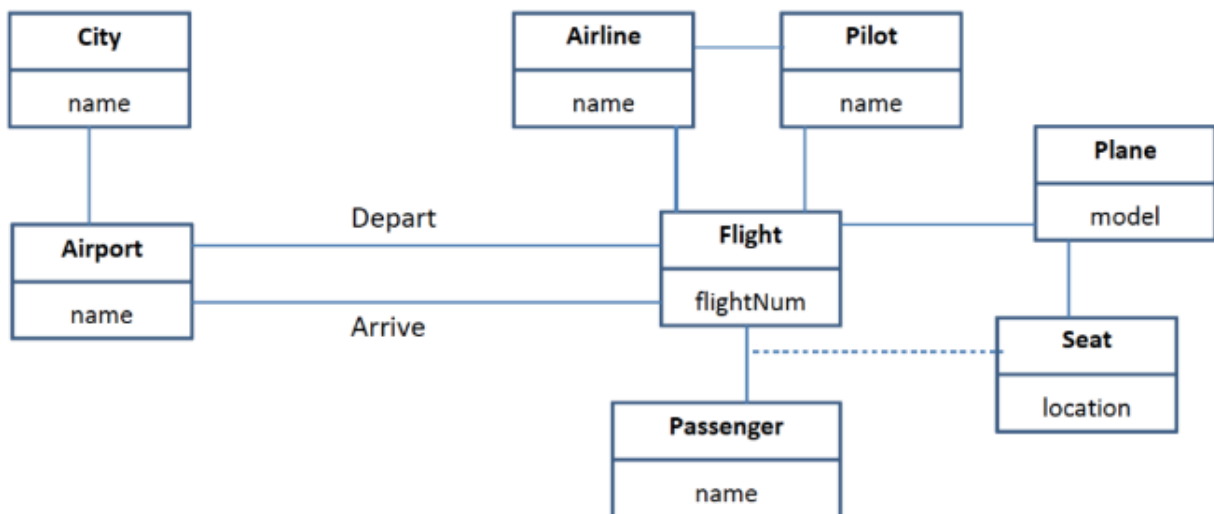 City
name
Airline
name
Pilot
name
Plane
model
Airport
name
Depart
Arrive
Flight
flightNum
Seat
location
Passenger
name